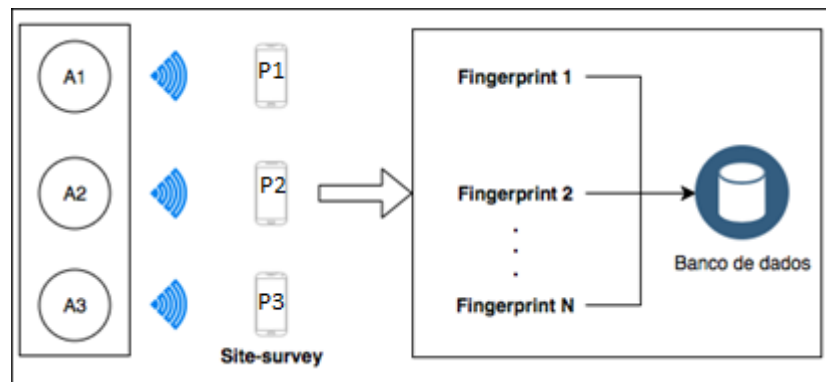 A1
P1
Fingerprint 1
A2
P2
Fingerprint 2
.
.
.
Banco de dados
A3
P3
Fingerprint N
Site-survey